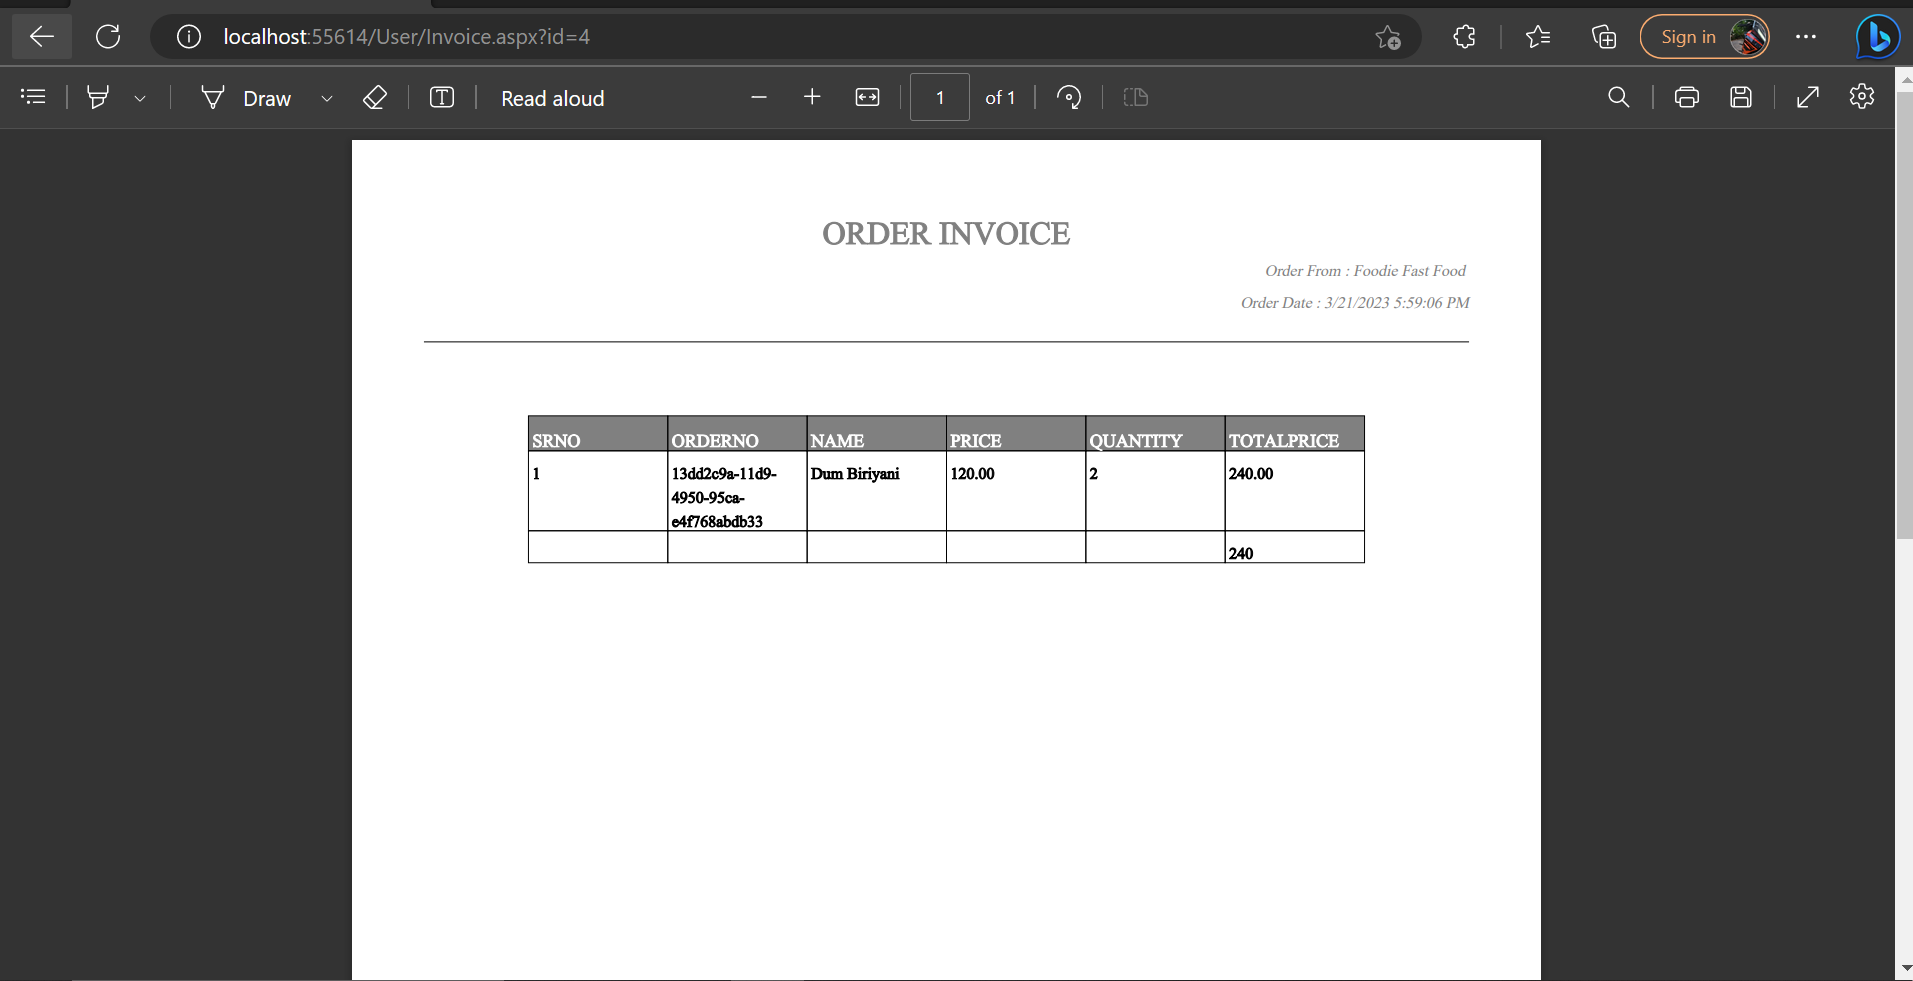 localhost:55614/User/Invoice.aspx?id=4
Sign in
Draw
Read aloud
1 of 1
ORDER INVOICE
Order From : Foodie Fast Food
Order Date : 3/21/2023 5:59:06 PM
SRNO ORDERNO NAME PRICE QUANTITY TOTALPRICE
1 13dd2c9a-11d9- Dum Biriyani 120.00 2 240.00
4950-95ca-
e4f768abdb33
240